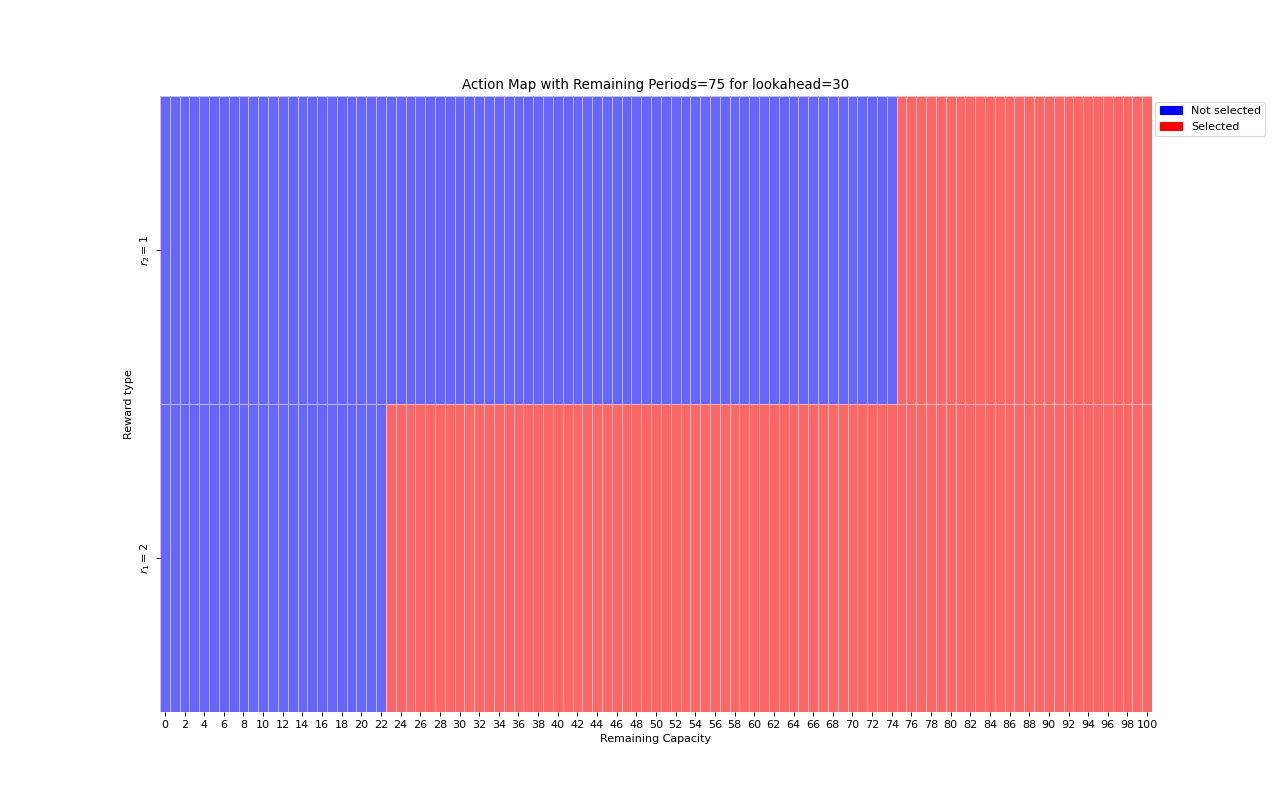 Action Map with Remaining Periods=75 for lookahead=30
Not selected
Selected
r₂ = 1
Reward type
r₁ = 2
0 2 4 6 8 10 12 14 16 18 20 22 24 26 28 30 32 34 36 38 40 42 44 46 48 50 52 54 56 58 60 62 64 66 68 70 72 74 76 78 80 82 84 86 88 90 92 94 96 98 100
Remaining Capacity